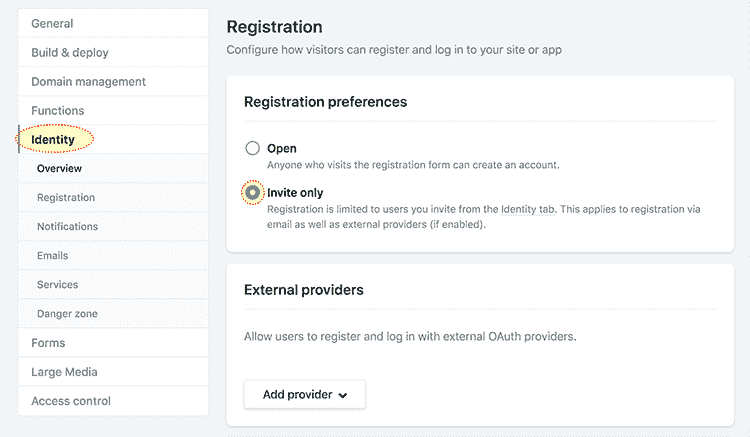 General
Build & deploy
Domain management
Functions
Identity
Overview
Registration
Notifications
Emails
Services
Danger zone
Forms
Large Media
Access control
Registration
Configure how visitors can register and log in to your site or app
Registration preferences
Open
Anyone who visits the registration form can create an account.
Invite only
Registration is limited to users you invite from the Identity tab. This applies to registration via
email as well as external providers (if enabled).
External providers
Allow users to register and log in with external OAuth providers.
Add provider